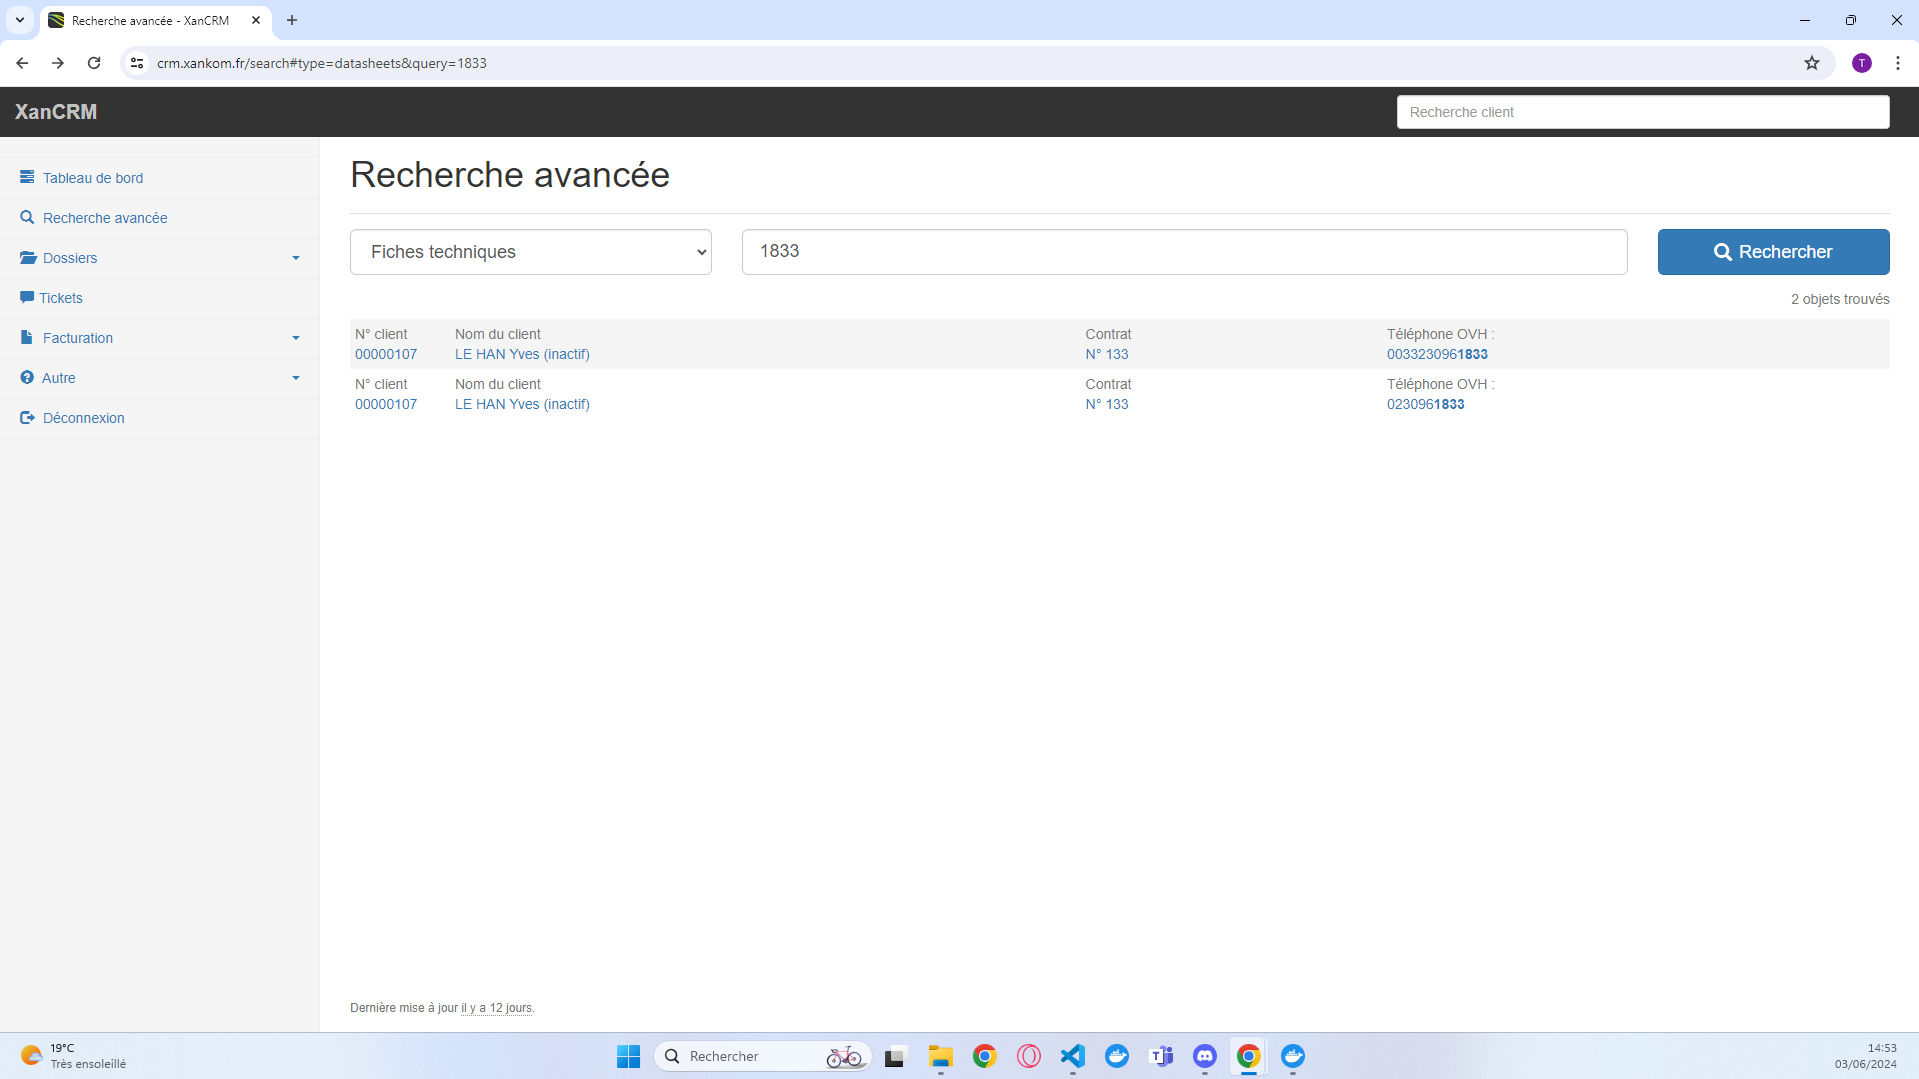 Recherche avancée - XanCRM
crm.xankom.fr/search#type=datasheets&query=1833
T
XanCRM
Recherche client
Tableau de bord
Recherche avancée
Dossiers
Tickets
Facturation
Autre
Déconnexion
Recherche avancée
Fiches techniques
1833
Rechercher
2 objets trouvés
N° client Nom du client Contrat Téléphone OVH :
00000107 LE HAN Yves (inactif) N° 133 0033230961833
N° client Nom du client Contrat Téléphone OVH :
00000107 LE HAN Yves (inactif) N° 133 0230961833
Dernière mise à jour il y a 12 jours.
19°C
Très ensoleillé
Rechercher
14:53
03/06/2024